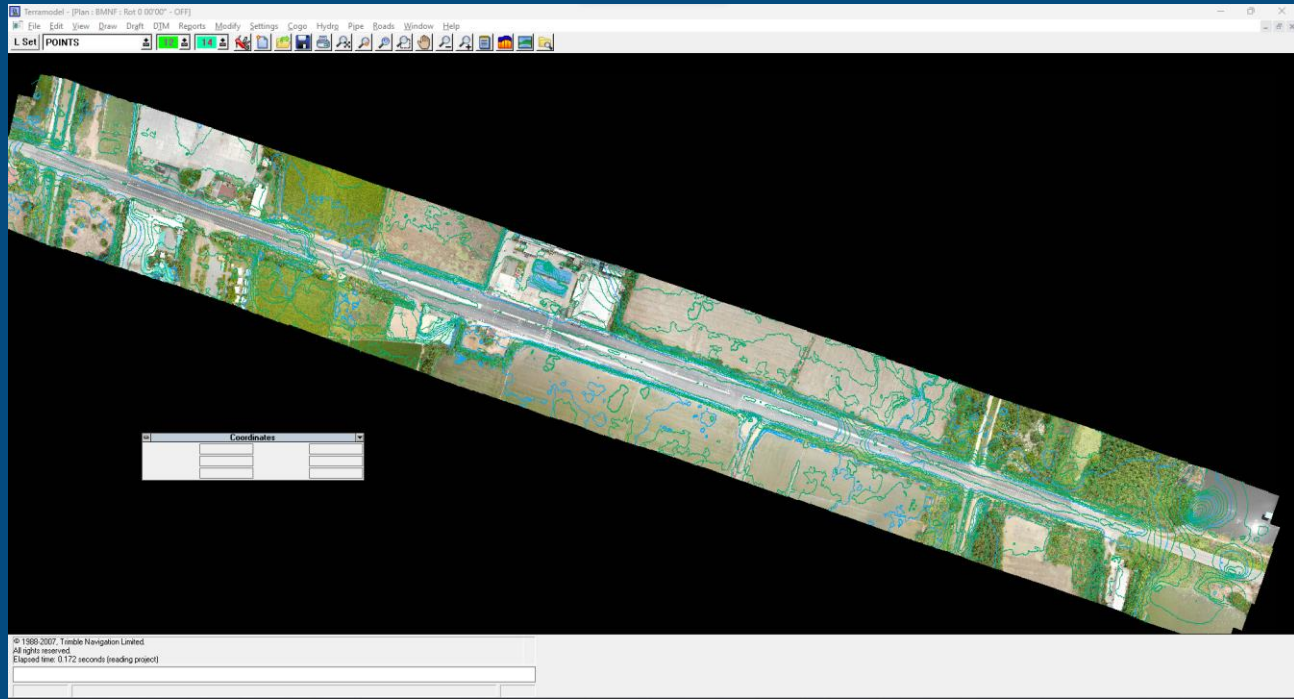 Terramodel - [Plan : BMNF : Rot 0 00'00" - OFF]
File Edit View Draw Draft DTM Reports Modify Settings Cogo Hydro Pipe Roads Window Help
L Set POINTS 12 14
Coordinates
© 1988-2007, Trimble Navigation Limited.
All rights reserved.
Elapsed time: 0.172 seconds (reading project)